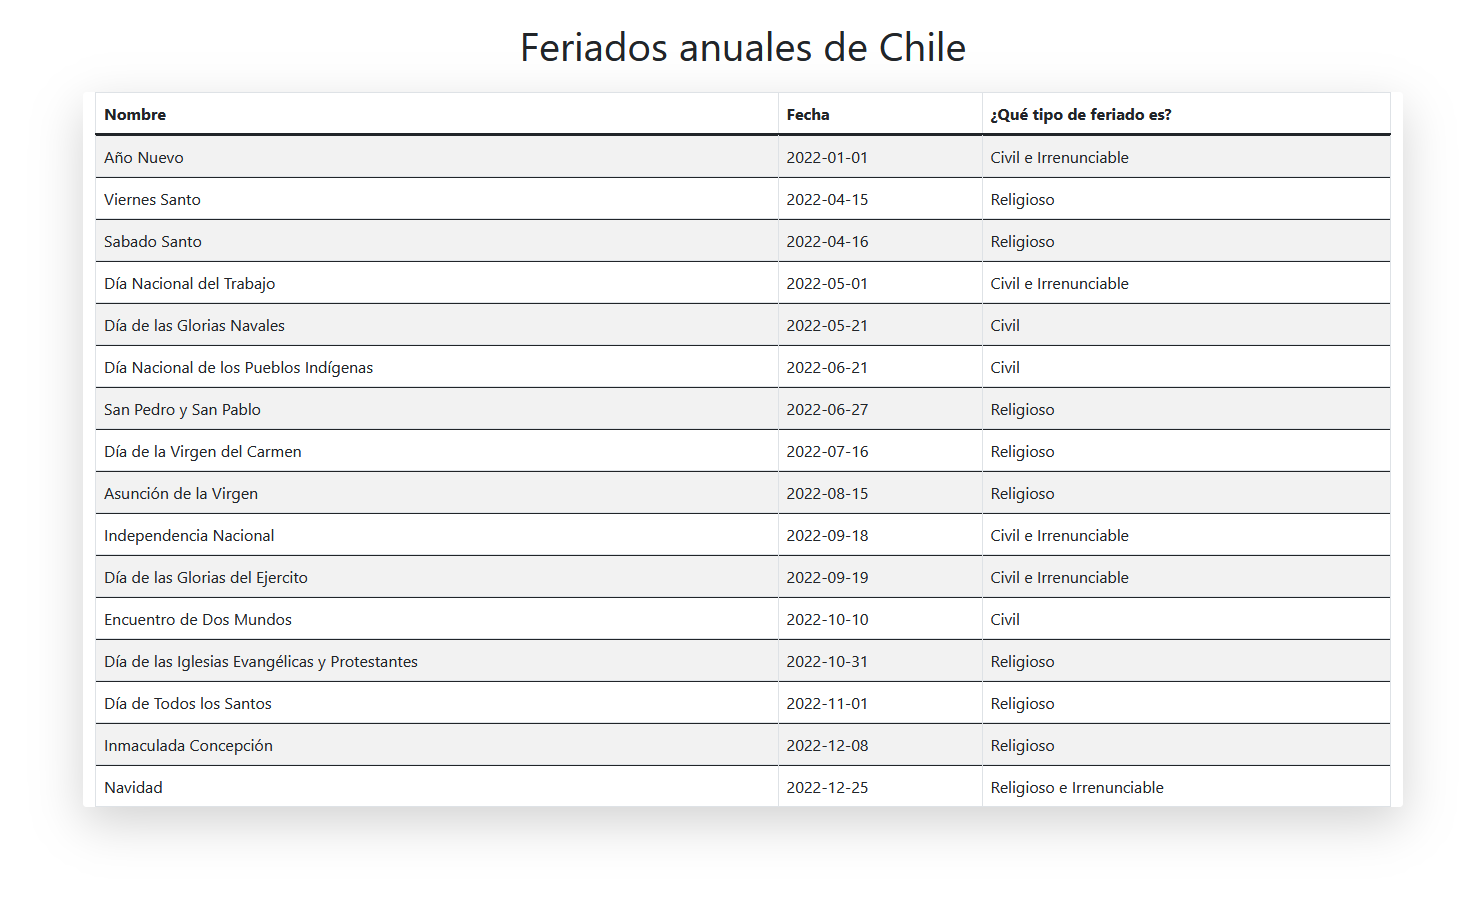 Feriados anuales de Chile
Nombre Fecha ¿Qué tipo de feriado es?
Año Nuevo 2022-01-01 Civil e Irrenunciable
Viernes Santo 2022-04-15 Religioso
Sabado Santo 2022-04-16 Religioso
Día Nacional del Trabajo 2022-05-01 Civil e Irrenunciable
Día de las Glorias Navales 2022-05-21 Civil
Día Nacional de los Pueblos Indígenas 2022-06-21 Civil
San Pedro y San Pablo 2022-06-27 Religioso
Día de la Virgen del Carmen 2022-07-16 Religioso
Asunción de la Virgen 2022-08-15 Religioso
Independencia Nacional 2022-09-18 Civil e Irrenunciable
Día de las Glorias del Ejercito 2022-09-19 Civil e Irrenunciable
Encuentro de Dos Mundos 2022-10-10 Civil
Día de las Iglesias Evangélicas y Protestantes 2022-10-31 Religioso
Día de Todos los Santos 2022-11-01 Religioso
Inmaculada Concepción 2022-12-08 Religioso
Navidad 2022-12-25 Religioso e Irrenunciable